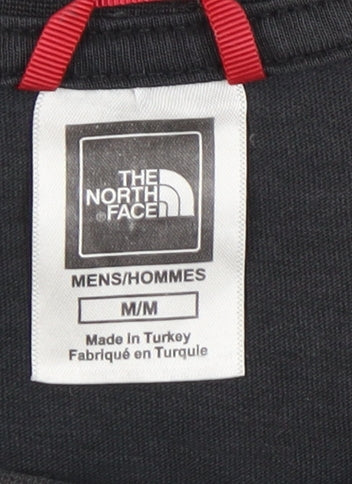 THE
NORTH
FACE
MENS/HOMMES
M/M
Made in Turkey
Fabriqué en Turquie